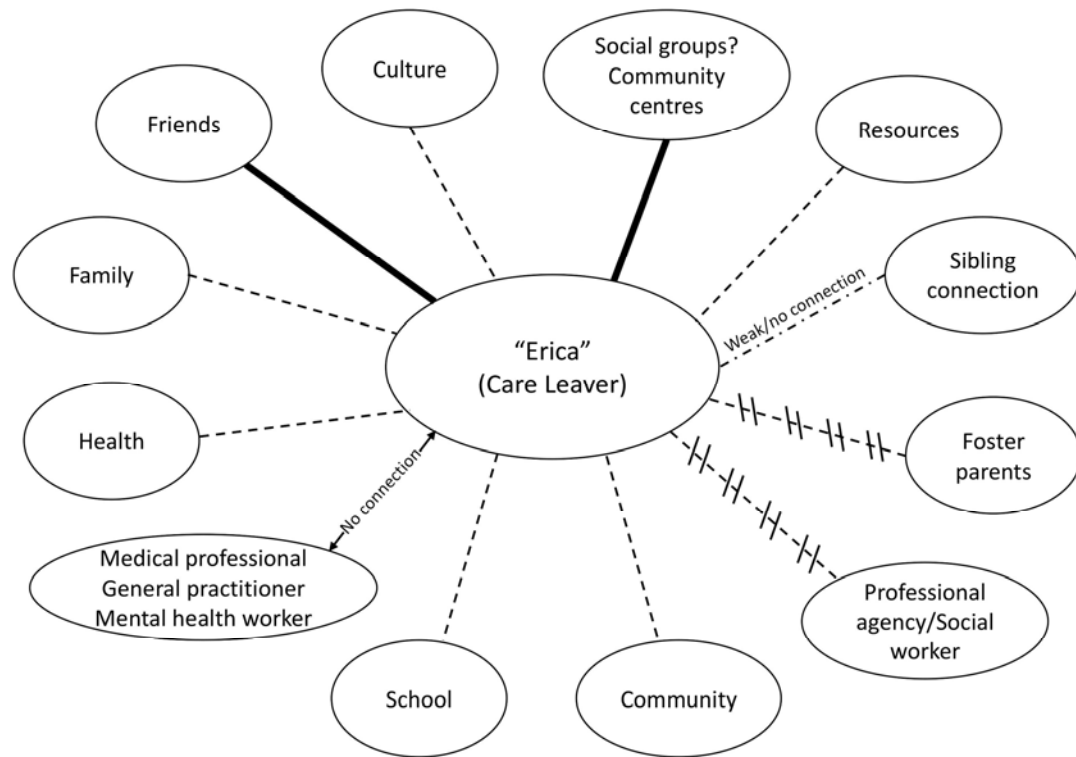 Social groups?
Community
centres
Culture
Friends
Resources
Family
Sibling
connection
Weak/no connection
“Erica”
(Care Leaver)
Health
Foster
parents
No connection
Medical professional
General practitioner
Mental health worker
Professional
agency/Social
worker
School
Community